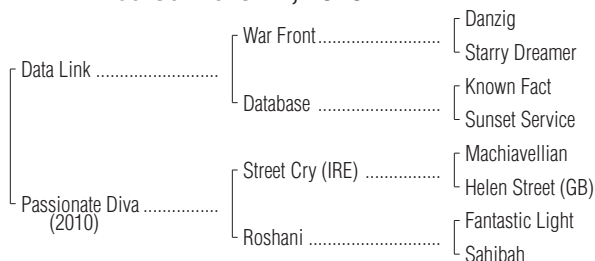 Data Link
War Front
Danzig
Starry Dreamer
Database
Known Fact
Sunset Service
Passionate Diva
(2010)
Street Cry (IRE)
Machiavellian
Helen Street (GB)
Roshani
Fantastic Light
Sahibah